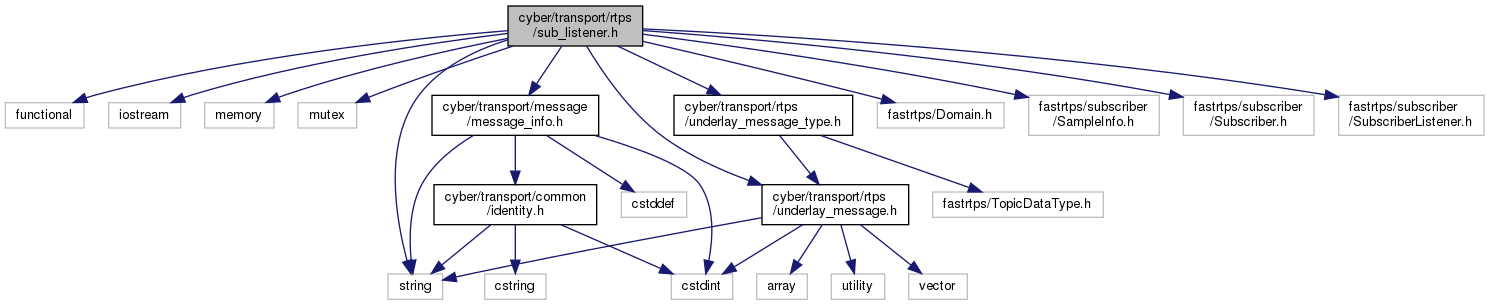 cyber/transport/rtps
/sub_listener.h
functional
iostream
memory
mutex
cyber/transport/message
/message_info.h
cyber/transport/rtps
/underlay_message_type.h
fastrtps/Domain.h
fastrtps/subscriber
/SampleInfo.h
fastrtps/subscriber
/Subscriber.h
fastrtps/subscriber
/SubscriberListener.h
cyber/transport/common
/identity.h
cstddef
cyber/transport/rtps
/underlay_message.h
fastrtps/TopicDataType.h
string
cstring
cstdint
array
utility
vector